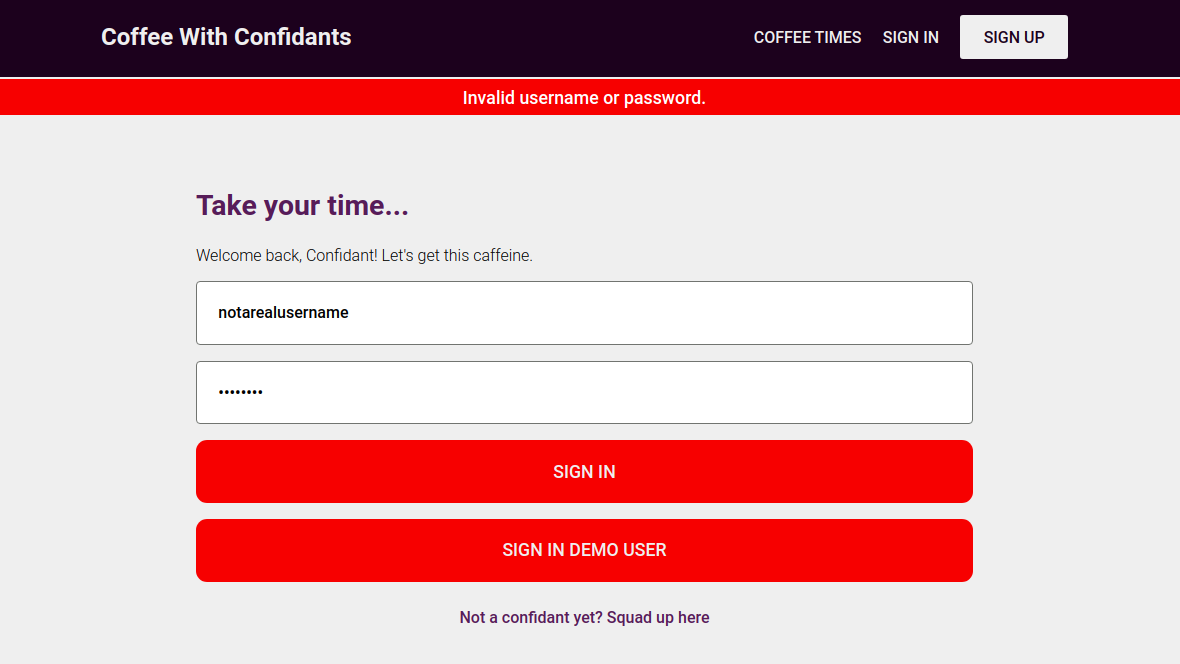 Coffee With Confidants
COFFEE TIMES
SIGN IN
SIGN UP
Invalid username or password.
Take your time...
Welcome back, Confidant! Let's get this caffeine.
notarealusername
••••••••
SIGN IN
SIGN IN DEMO USER
Not a confidant yet? Squad up here